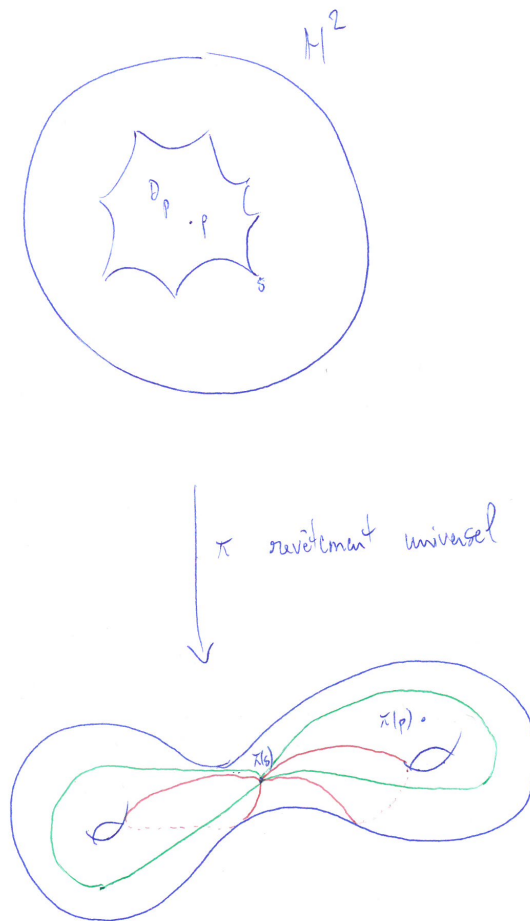 H²
D_p . p
s
π revêtement universel
π(p) .
π(s)